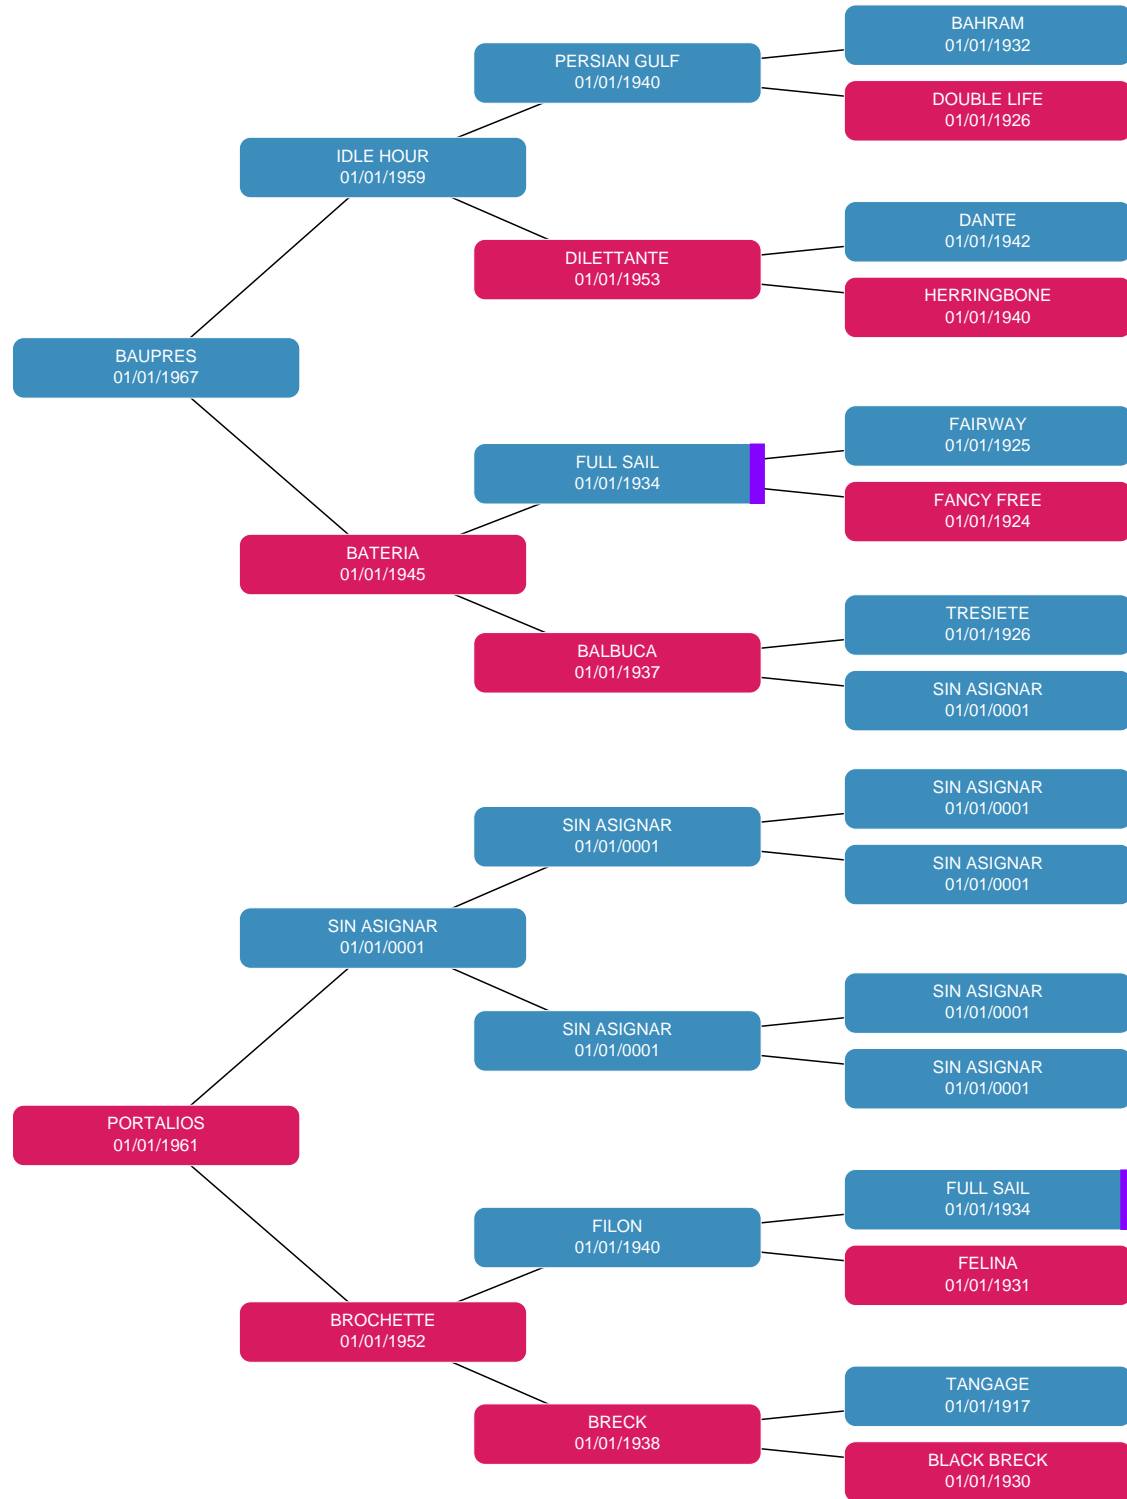 BAHRAM
01/01/1932
PERSIAN GULF
01/01/1940
DOUBLE LIFE
01/01/1926
IDLE HOUR
01/01/1959
DANTE
01/01/1942
DILETTANTE
01/01/1953
HERRINGBONE
01/01/1940
BAUPRES
01/01/1967
FAIRWAY
01/01/1925
FULL SAIL
01/01/1934
FANCY FREE
01/01/1924
BATERIA
01/01/1945
TRESIETE
01/01/1926
BALBUCA
01/01/1937
SIN ASIGNAR
01/01/0001
SIN ASIGNAR
01/01/0001
SIN ASIGNAR
01/01/0001
SIN ASIGNAR
01/01/0001
SIN ASIGNAR
01/01/0001
SIN ASIGNAR
01/01/0001
SIN ASIGNAR
01/01/0001
SIN ASIGNAR
01/01/0001
PORTALIOS
01/01/1961
FULL SAIL
01/01/1934
FILON
01/01/1940
FELINA
01/01/1931
BROCHETTE
01/01/1952
TANGAGE
01/01/1917
BRECK
01/01/1938
BLACK BRECK
01/01/1930